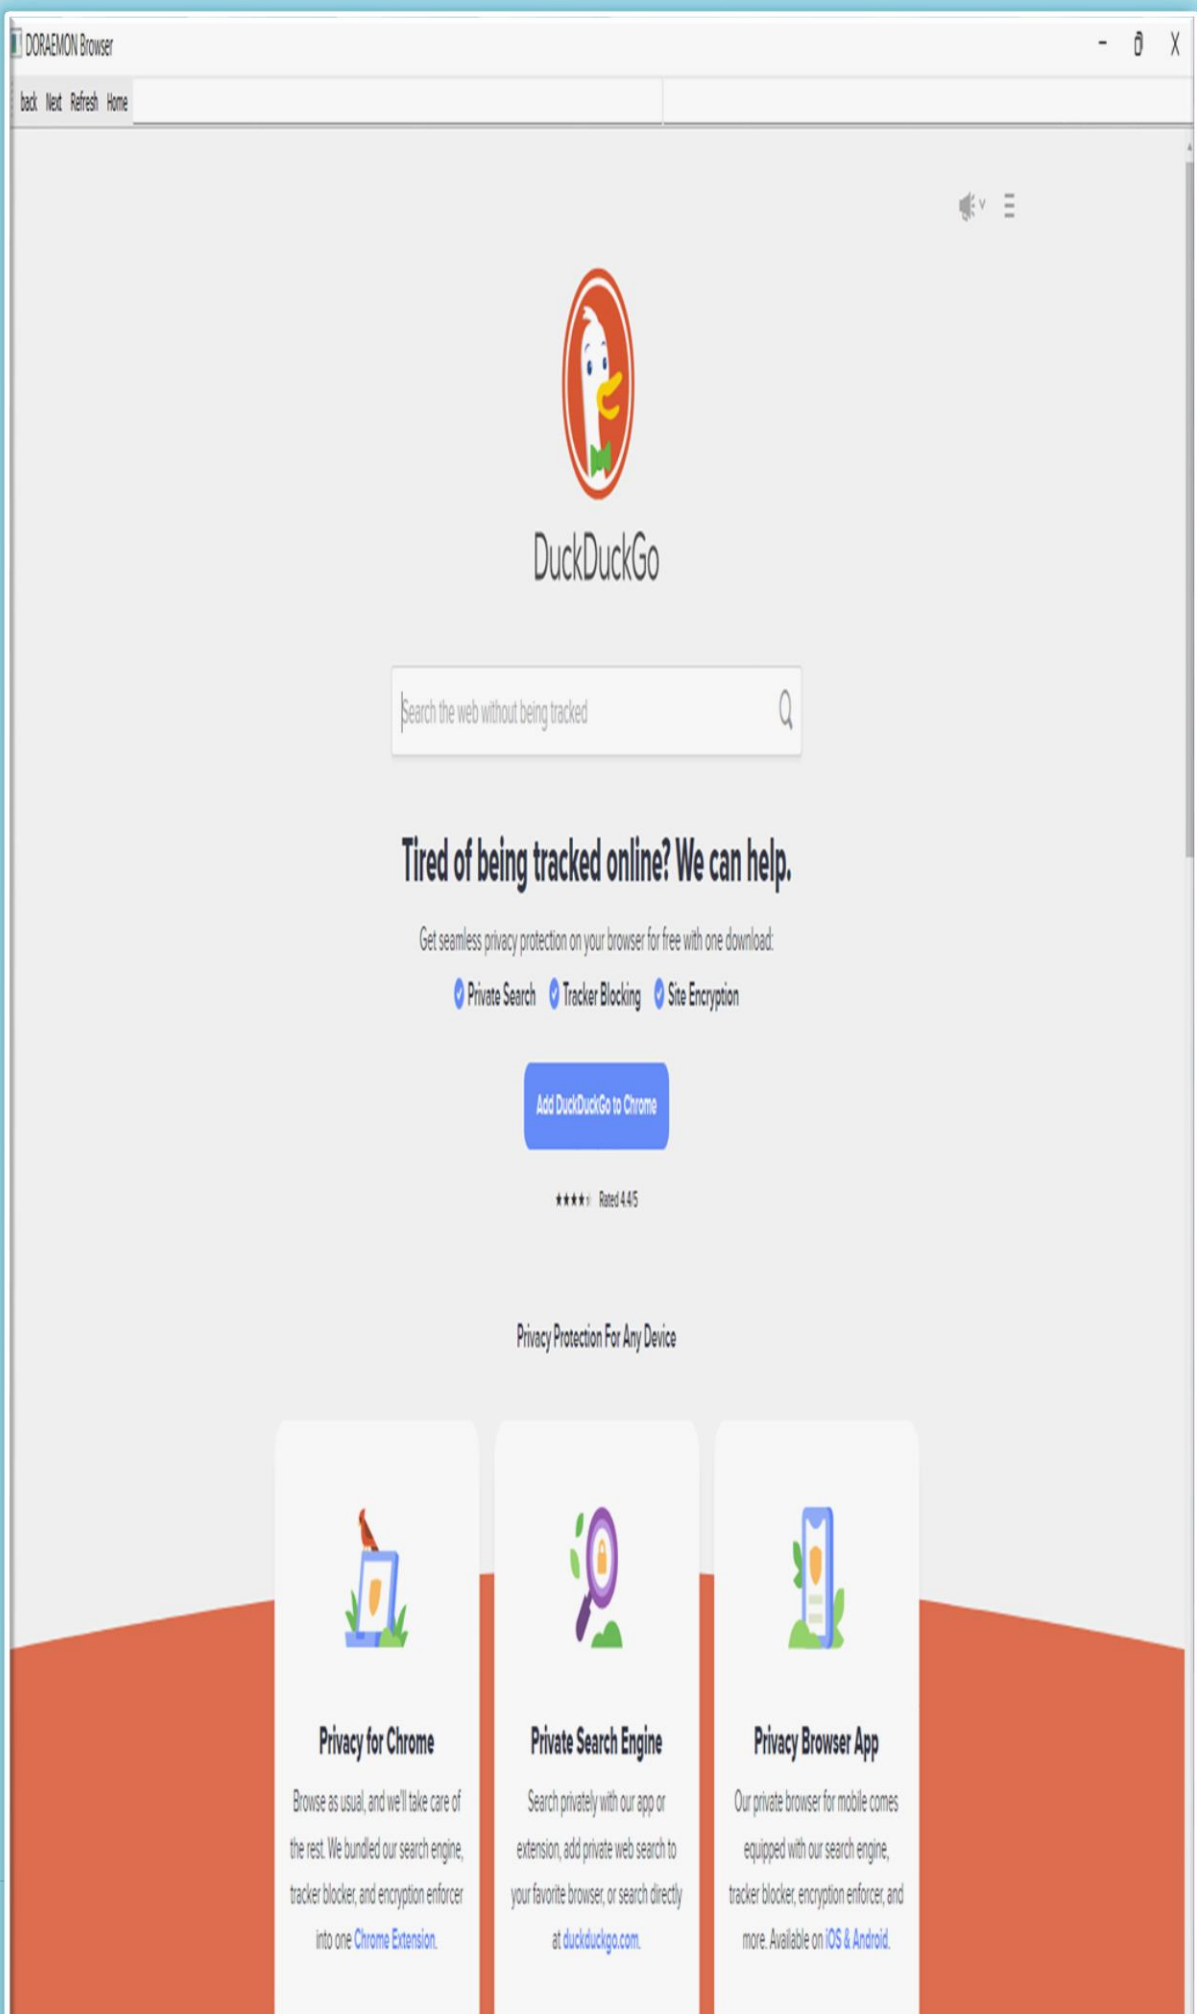 DORAEMON Browser
back Next Refresh Home
DuckDuckGo
Search the web without being tracked
Tired of being tracked online? We can help.
Get seamless privacy protection on your browser for free with one download:
Private Search Tracker Blocking Site Encryption
Add DuckDuckGo to Chrome
Rated 4.4/5
Privacy Protection For Any Device
Privacy for Chrome
Browse as usual, and we'll take care of
the rest. We bundled our search engine,
tracker blocker, and encryption enforcer
into one Chrome Extension.
Private Search Engine
Search privately with our app or
extension, add private web search to
your favorite browser, or search directly
at duckduckgo.com.
Privacy Browser App
Our private browser for mobile comes
equipped with our search engine,
tracker blocker, encryption enforcer, and
more. Available on iOS & Android.